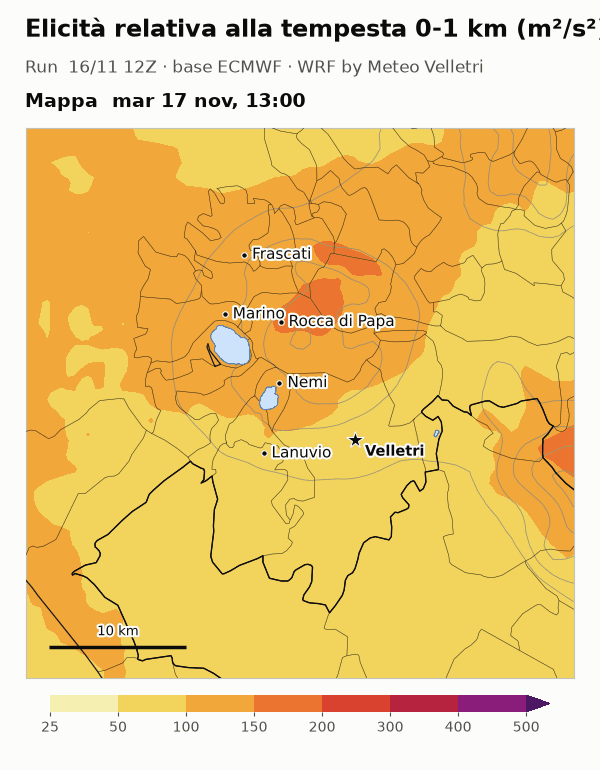 Elicità relativa alla tempesta 0-1 km (m²/s²)
Run 16/11 12Z · base ECMWF · WRF by Meteo Velletri
Mappa mar 17 nov, 13:00
Frascati
Marino
Rocca di Papa
Nemi
Velletri
Lanuvio
10 km
25 50 100 150 200 300 400 500